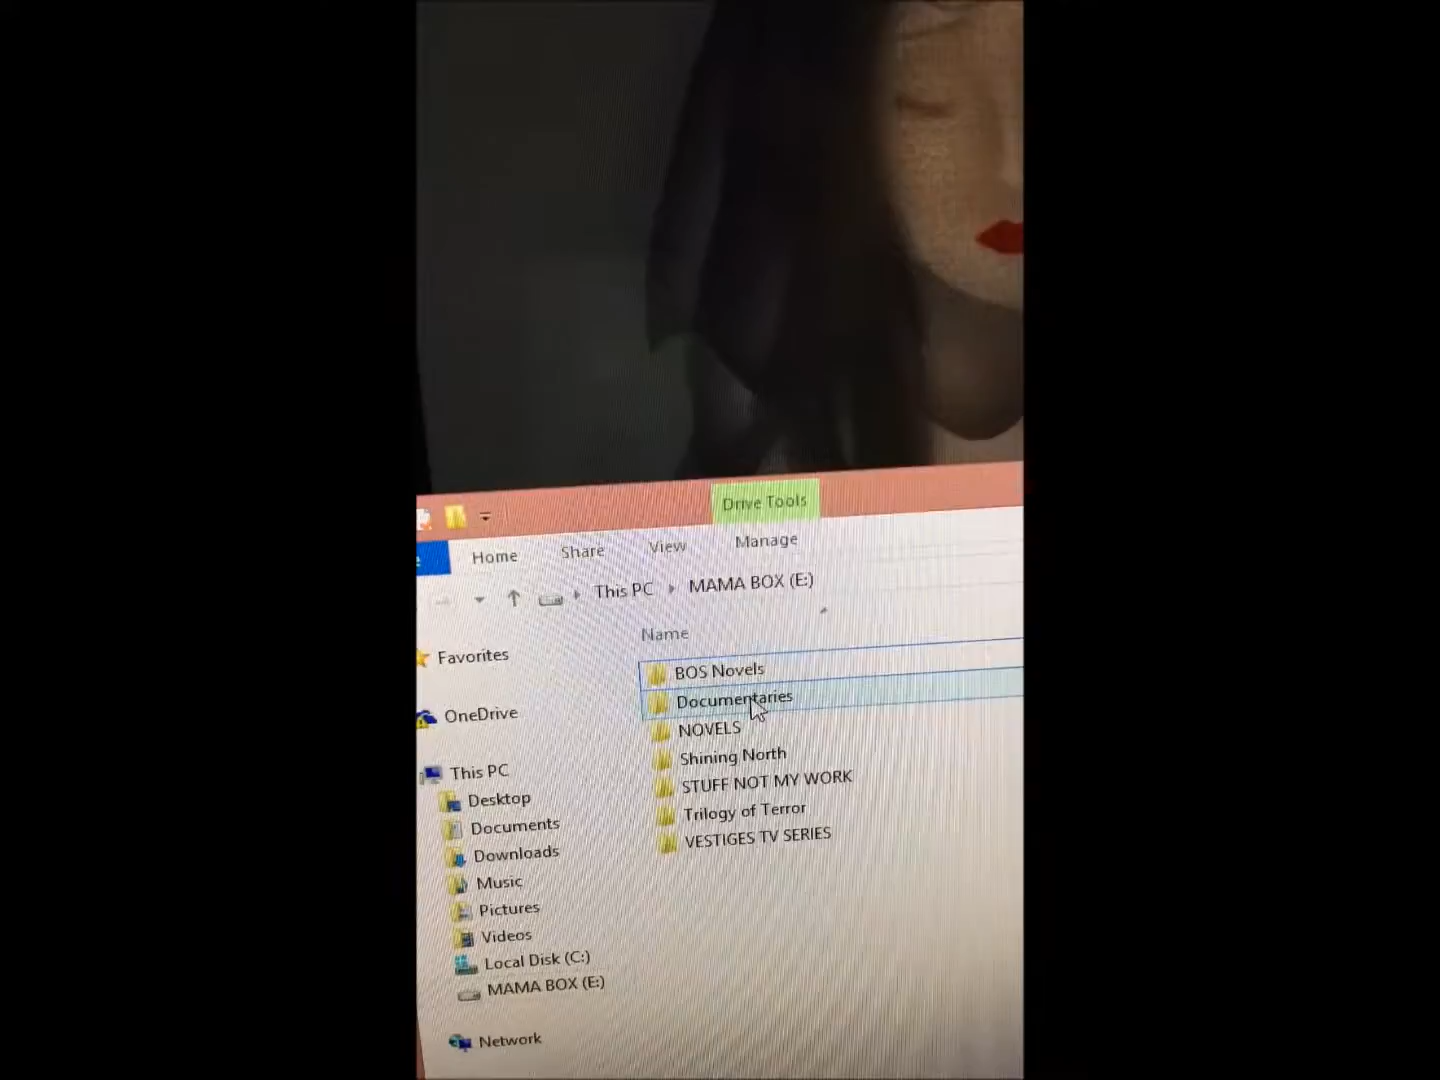 Drive Tools
Home Share View Manage
This PC MAMA BOX (E:)
Name
Favorites
OneDrive
This PC
Desktop
Documents
Downloads
Music
Pictures
Videos
Local Disk (C:)
MAMA BOX (E:)
Network
BOS Novels
Documentaries
NOVELS
Shining North
STUFF NOT MY WORK
Trilogy of Terror
VESTIGES TV SERIES